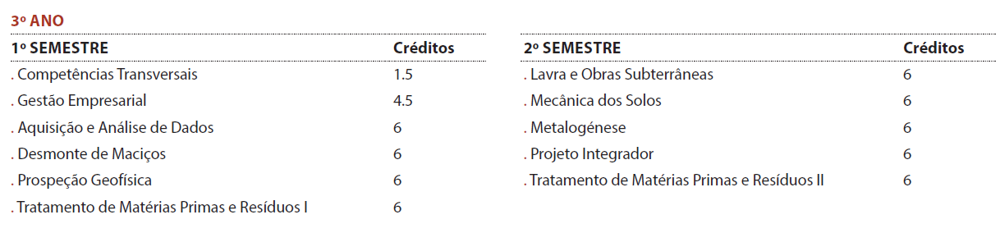 3º ANO
1º SEMESTRE Créditos
. Competências Transversais 1.5
. Gestão Empresarial 4.5
. Aquisição e Análise de Dados 6
. Desmonte de Maciços 6
. Prospeção Geofísica 6
. Tratamento de Matérias Primas e Resíduos I 6
2º SEMESTRE Créditos
. Lavra e Obras Subterrâneas 6
. Mecânica dos Solos 6
. Metalogénese 6
. Projeto Integrador 6
. Tratamento de Matérias Primas e Resíduos II 6